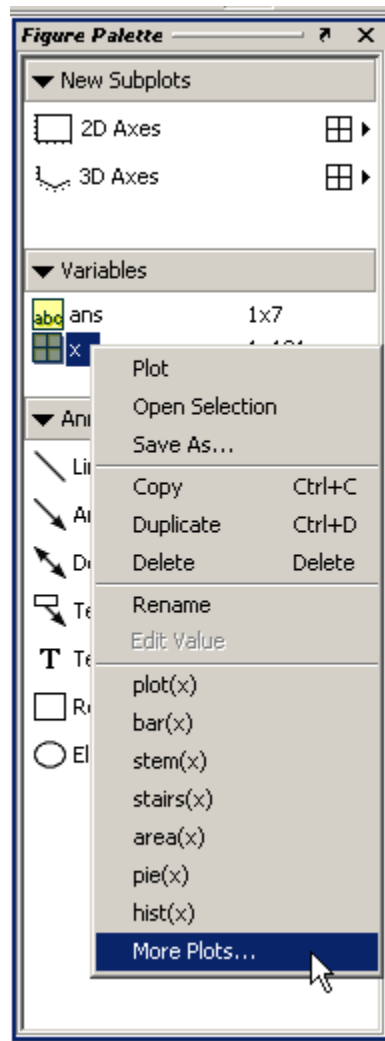 Figure Palette
New Subplots
2D Axes
3D Axes
Variables
abc ans 1x7
x
Plot
Open Selection
Save As...
Copy Ctrl+C
Duplicate Ctrl+D
Delete Delete
Rename
Edit Value
plot(x)
bar(x)
stem(x)
stairs(x)
area(x)
pie(x)
hist(x)
More Plots...
T